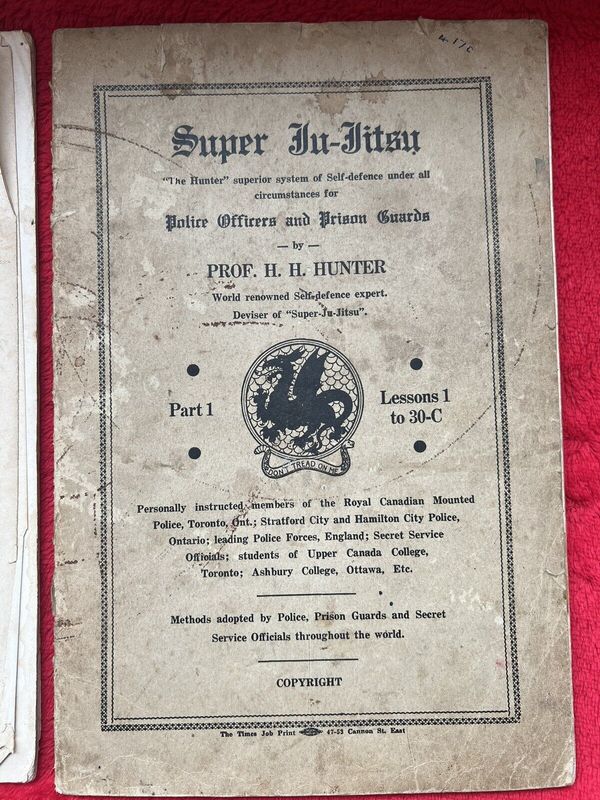 Super Ju-Jitsu
"The Hunter" superior system of Self-defence under all
circumstances for
Police Officers and Prison Guards
— by —
PROF. H. H. HUNTER
World renowned Self-defence expert.
Deviser of "Super-Ju-Jitsu".
Part 1
Lessons 1
to 30-C
DON'T TREAD ON ME
Personally instructed members of the Royal Canadian Mounted
Police, Toronto, Ont.; Stratford City and Hamilton City Police,
Ontario; leading Police Forces, England; Secret Service
Officials; students of Upper Canada College,
Toronto; Ashbury College, Ottawa, Etc.
Methods adopted by Police, Prison Guards and Secret
Service Officials throughout the world.
COPYRIGHT
The Times Job Print 47-53 Cannon St. East